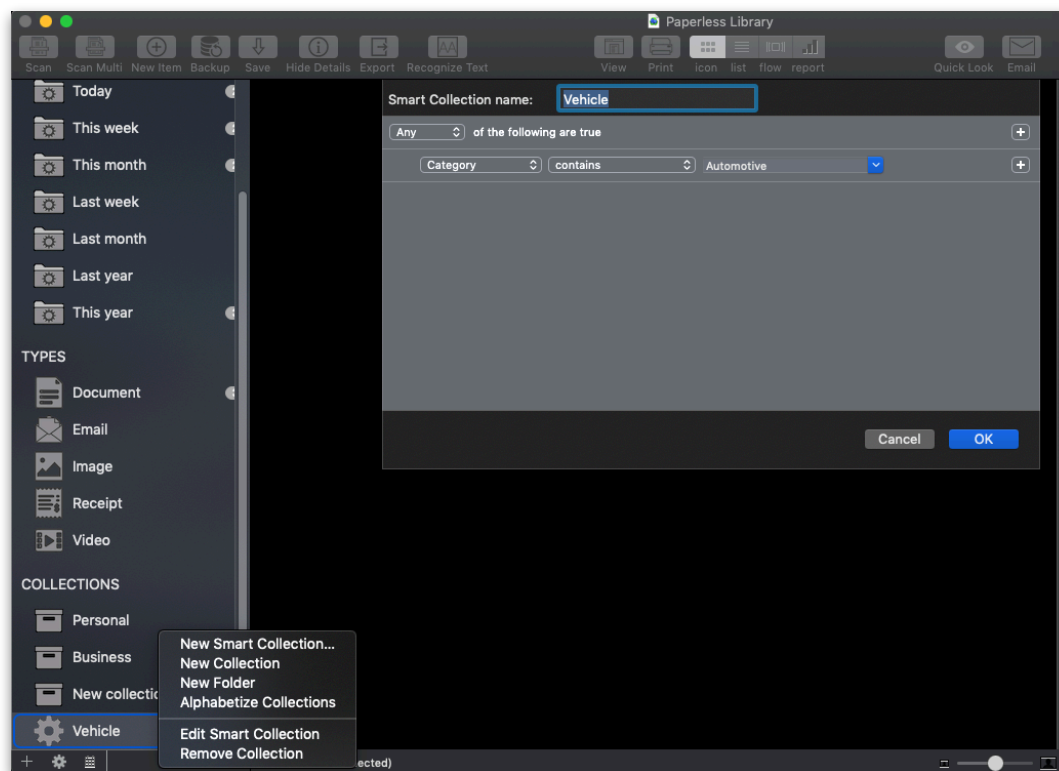 Paperless Library
Scan
Scan Multi
New Item
Backup
Save
Hide Details
Export
AA
Recognize Text
View
Print
icon
list
flow
report
Quick Look
Email
Today
This week
This month
Last week
Last month
Last year
This year
TYPES
Document
Email
Image
Receipt
Video
COLLECTIONS
Personal
Business
New collectio
Vehicle
Smart Collection name: Vehicle
Any of the following are true
Category contains Automotive
Cancel OK
New Smart Collection...
New Collection
New Folder
Alphabetize Collections
Edit Smart Collection
Remove Collection
ected)